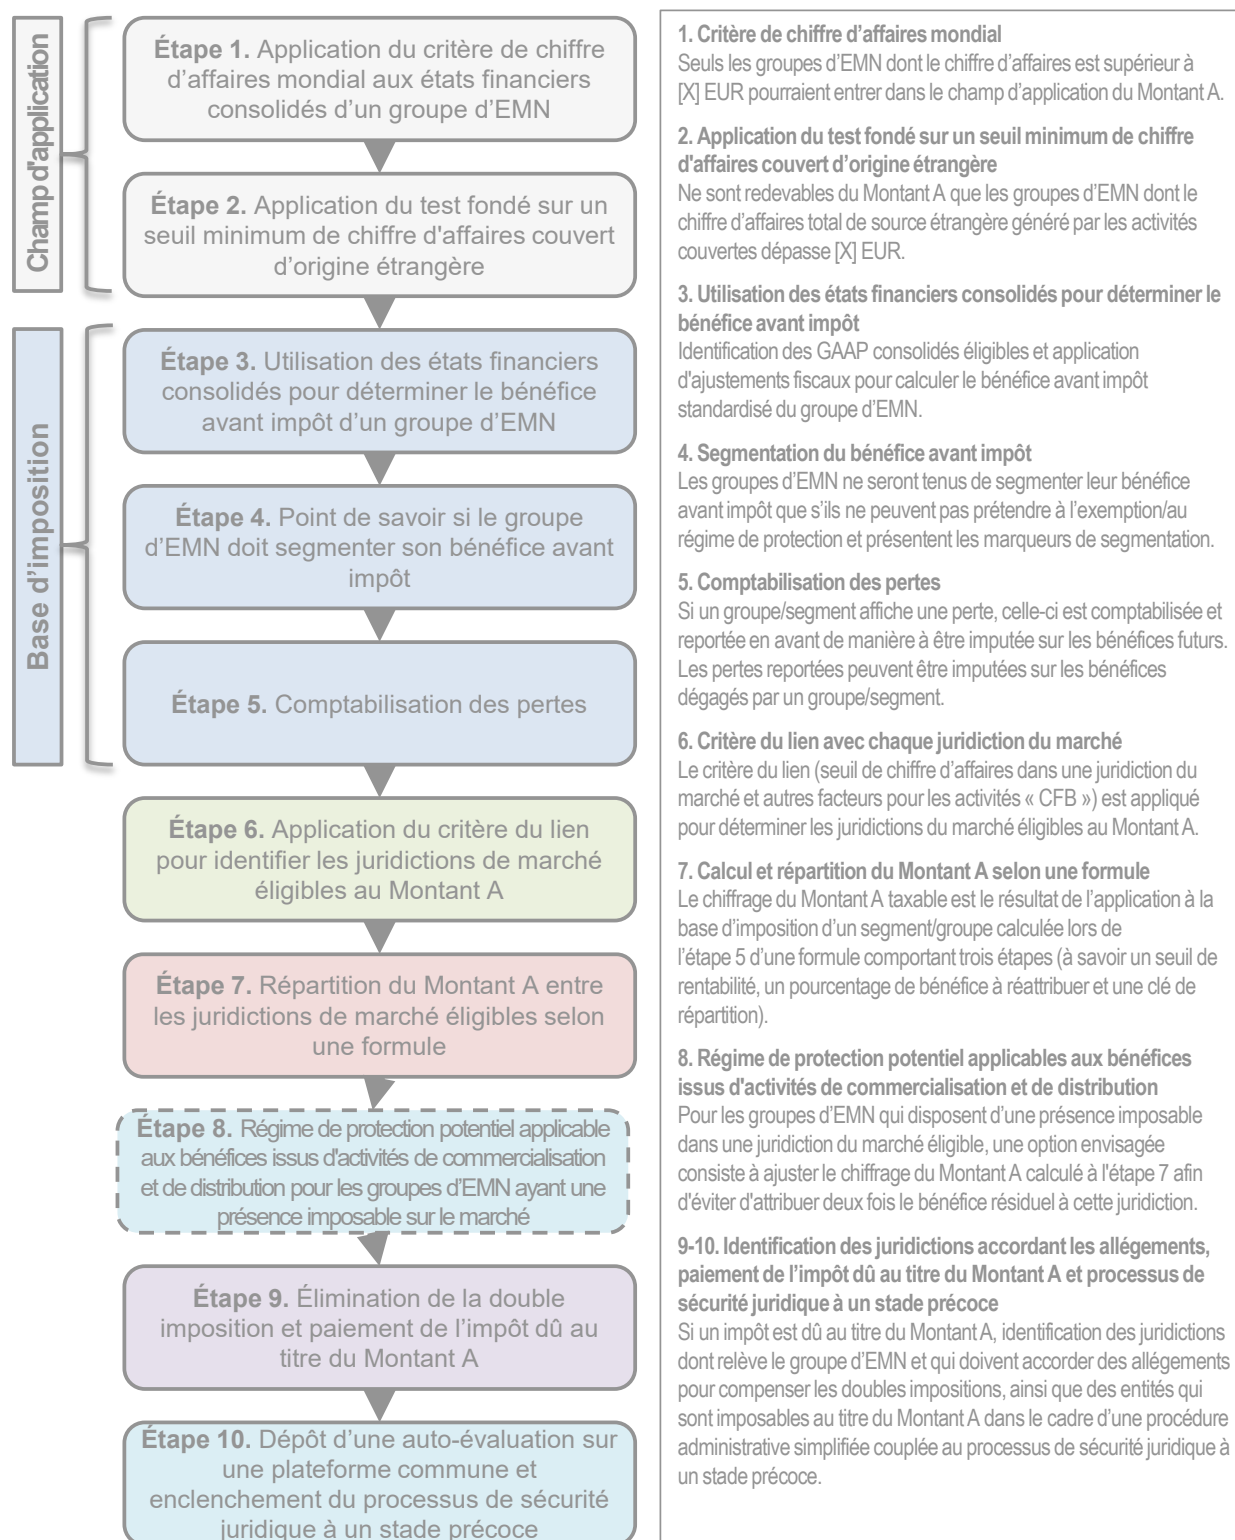 Champ d'application
Étape 1. Application du critère de chiffre
d’affaires mondial aux états financiers
consolidés d’un groupe d’EMN
Étape 2. Application du test fondé sur un
seuil minimum de chiffre d'affaires couvert
d’origine étrangère
Base d’imposition
Étape 3. Utilisation des états financiers
consolidés pour déterminer le bénéfice
avant impôt d’un groupe d’EMN
Étape 4. Point de savoir si le groupe
d’EMN doit segmenter son bénéfice avant
impôt
Étape 5. Comptabilisation des pertes
Étape 6. Application du critère du lien
pour identifier les juridictions de marché
éligibles au Montant A
Étape 7. Répartition du Montant A entre
les juridictions de marché éligibles selon
une formule
Étape 8. Régime de protection potentiel applicable
aux bénéfices issus d'activités de commercialisation
et de distribution pour les groupes d’EMN ayant une
présence imposable sur le marché
Étape 9. Élimination de la double
imposition et paiement de l’impôt dû au
titre du Montant A
Étape 10. Dépôt d’une auto-évaluation sur
une plateforme commune et
enclenchement du processus de sécurité
juridique à un stade précoce
1. Critère de chiffre d’affaires mondial
Seuls les groupes d’EMN dont le chiffre d’affaires est supérieur à
[X] EUR pourraient entrer dans le champ d’application du Montant A.
2. Application du test fondé sur un seuil minimum de chiffre
d'affaires couvert d’origine étrangère
Ne sont redevables du Montant A que les groupes d’EMN dont le
chiffre d’affaires total de source étrangère généré par les activités
couvertes dépasse [X] EUR.
3. Utilisation des états financiers consolidés pour déterminer le
bénéfice avant impôt
Identification des GAAP consolidés éligibles et application
d'ajustements fiscaux pour calculer le bénéfice avant impôt
standardisé du groupe d’EMN.
4. Segmentation du bénéfice avant impôt
Les groupes d’EMN ne seront tenus de segmenter leur bénéfice
avant impôt que s’ils ne peuvent pas prétendre à l’exemption/au
régime de protection et présentent les marqueurs de segmentation.
5. Comptabilisation des pertes
Si un groupe/segment affiche une perte, celle-ci est comptabilisée et
reportée en avant de manière à être imputée sur les bénéfices futurs.
Les pertes reportées peuvent être imputées sur les bénéfices
dégagés par un groupe/segment.
6. Critère du lien avec chaque juridiction du marché
Le critère du lien (seuil de chiffre d’affaires dans une juridiction du
marché et autres facteurs pour les activités « CFB ») est appliqué
pour déterminer les juridictions du marché éligibles au Montant A.
7. Calcul et répartition du Montant A selon une formule
Le chiffrage du Montant A taxable est le résultat de l’application à la
base d’imposition d’un segment/groupe calculée lors de
l’étape 5 d’une formule comportant trois étapes (à savoir un seuil de
rentabilité, un pourcentage de bénéfice à réattribuer et une clé de
répartition).
8. Régime de protection potentiel applicables aux bénéfices
issus d'activités de commercialisation et de distribution
Pour les groupes d’EMN qui disposent d’une présence imposable
dans une juridiction du marché éligible, une option envisagée
consiste à ajuster le chiffrage du Montant A calculé à l'étape 7 afin
d'éviter d'attribuer deux fois le bénéfice résiduel à cette juridiction.
9-10. Identification des juridictions accordant les allégements,
paiement de l’impôt dû au titre du Montant A et processus de
sécurité juridique à un stade précoce
Si un impôt est dû au titre du Montant A, identification des juridictions
dont relève le groupe d’EMN et qui doivent accorder des allégements
pour compenser les doubles impositions, ainsi que des entités qui
sont imposables au titre du Montant A dans le cadre d’une procédure
administrative simplifiée couplée au processus de sécurité juridique à
un stade précoce.